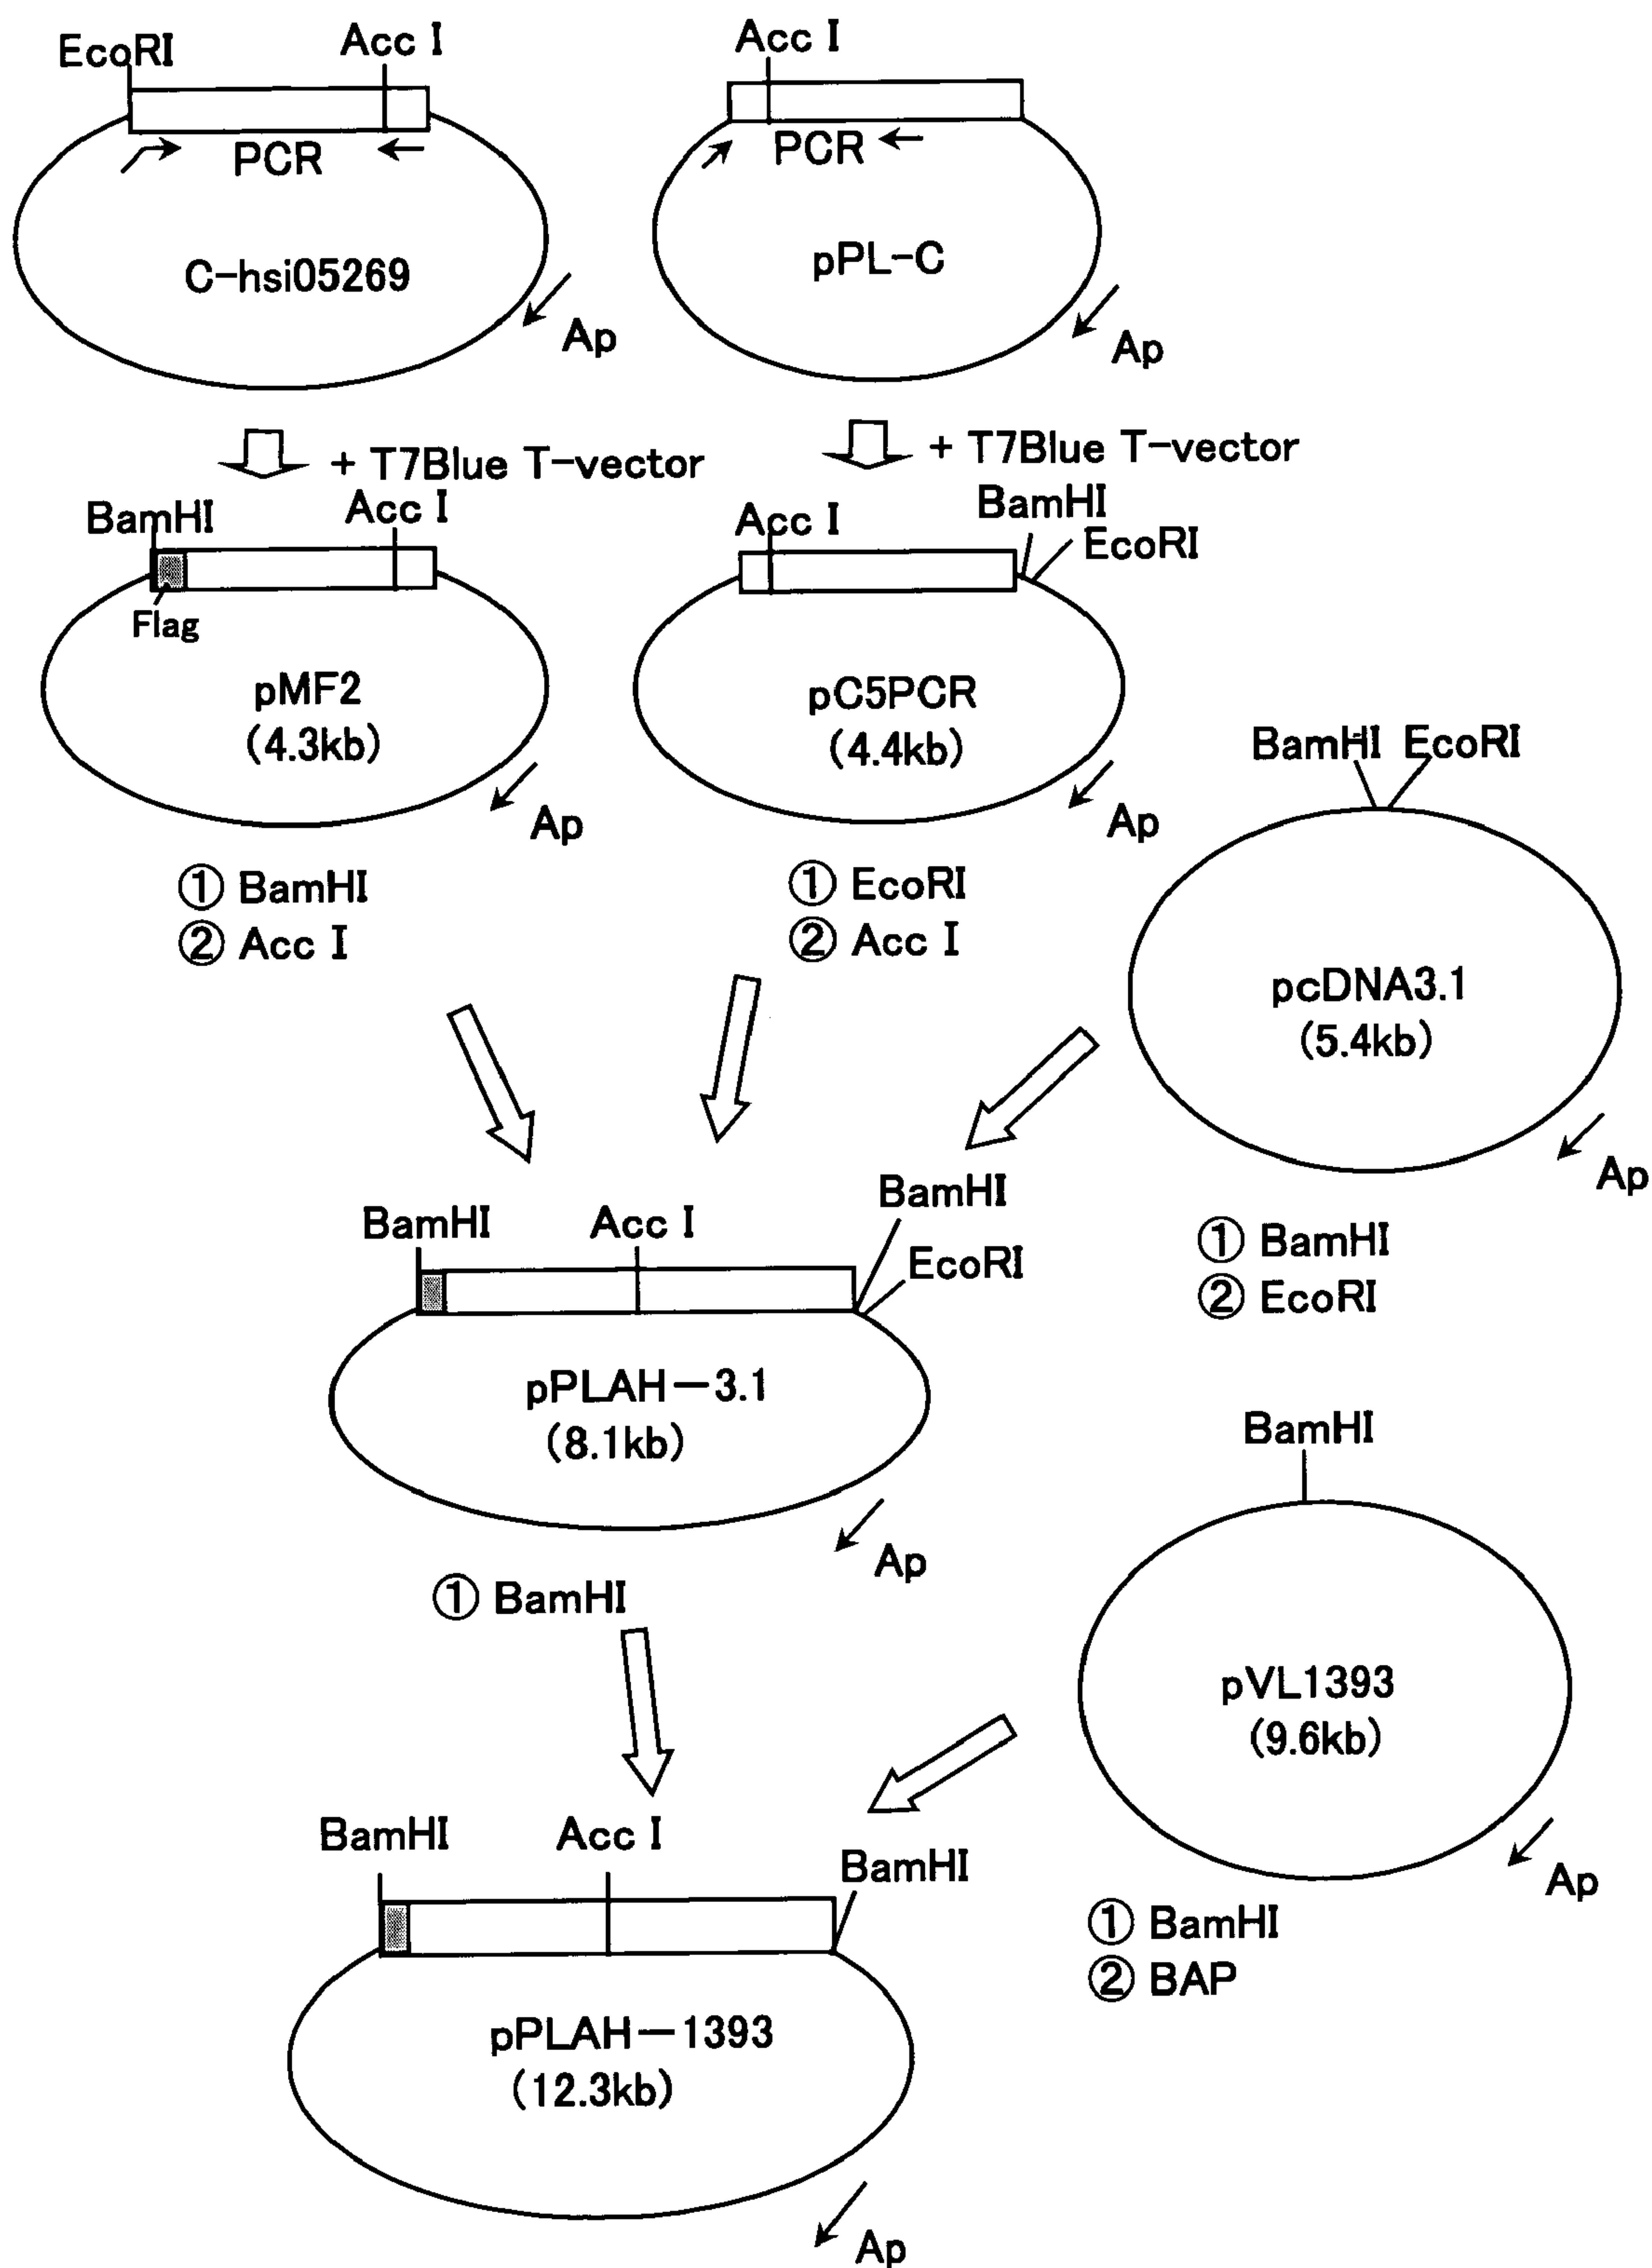 EcoRI
Acc I
Acc I
PCR
PCR
C-hsi05269
pPL-C
Ap
Ap
+ T7Blue T-vector
+ T7Blue T-vector
BamHI
Acc I
Acc I
BamHI
EcoRI
Flag
pMF2
(4.3kb)
pC5PCR
(4.4kb)
Ap
Ap
BamHI EcoRI
① BamHI
② Acc I
① EcoRI
② Acc I
pcDNA3.1
(5.4kb)
Ap
① BamHI
② EcoRI
BamHI
Acc I
BamHI
EcoRI
pPLAH-3.1
(8.1kb)
Ap
① BamHI
BamHI
pVL1393
(9.6kb)
Ap
① BamHI
② BAP
BamHI
Acc I
BamHI
pPLAH-1393
(12.3kb)
Ap